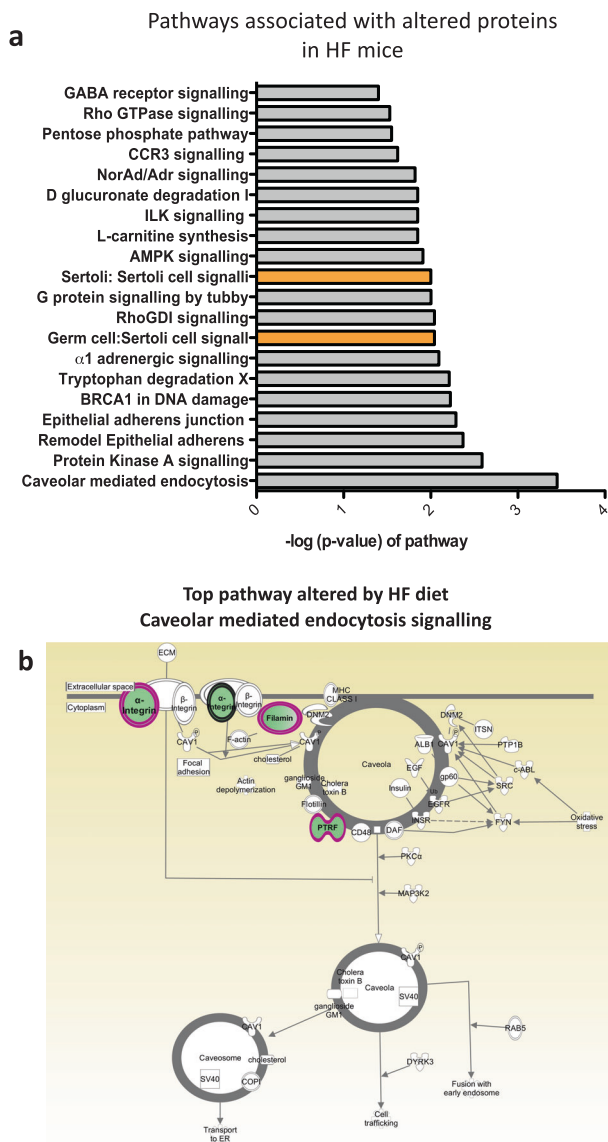 a
Pathways associated with altered proteins
in HF mice
GABA receptor signalling
Rho GTPase signalling
Pentose phosphate pathway
CCR3 signalling
NorAd/Adr signalling
D glucuronate degradation I
ILK signalling
L-carnitine synthesis
AMPK signalling
Sertoli: Sertoli cell signalli
G protein signalling by tubby
RhoGDI signalling
Germ cell:Sertoli cell signall
α1 adrenergic signalling
Tryptophan degradation X
BRCA1 in DNA damage
Epithelial adherens junction
Remodel Epithelial adherens
Protein Kinase A signalling
Caveolar mediated endocytosis
0 1 2 3 4
-log (p-value) of pathway
Top pathway altered by HF diet
Caveolar mediated endocytosis signalling
b
ECM
Extracellular space
Cytoplasm
α-
Integrin
β-
Integrin
α-
Integrin
β-
Integrin
MHC
CLASS I
Filamin
DNM2
DNM2
ITSN
F-actin
CAV1
P
CAV1
P
cholesterol
Focal
adhesion
Actin
depolymerization
ganglioside
GM1
Cholera
toxin B
Caveola
ALB1
CAV1
P
PTP1B
EGF
gp60
c-ABL
SRC
Insulin
Ub
EGFR
Flotillin
PTRF
CD48
DAF
INSR
FYN
Oxidative
stress
PKCα
MAP3K2
CAV1
P
Cholera
toxin B
Caveola
SV40
ganglioside
GM1
CAV1
Caveosome
cholesterol
SV40
COPI
RAB5
DYRK3
Fusion with
early endosome
Cell
trafficking
Transport
to ER